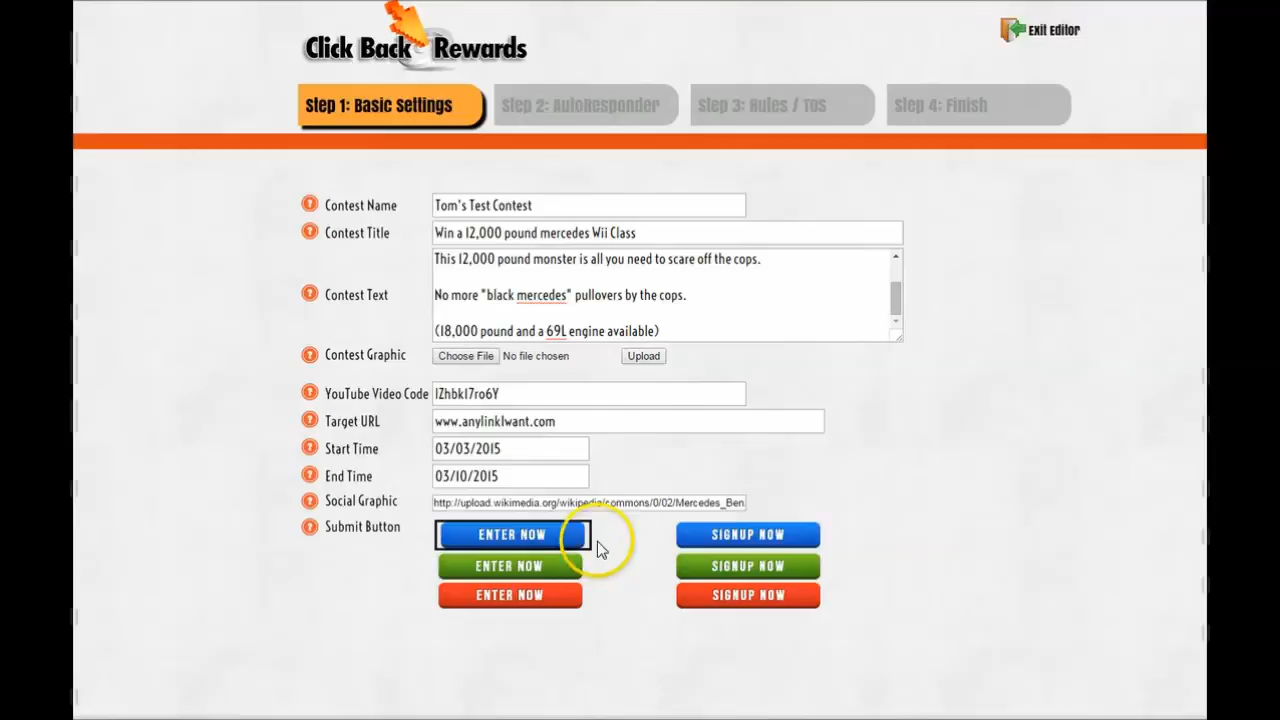 Click Back Rewards
Exit Editor
Step 1: Basic Settings
Step 2: AutoResponder
Step 3: Rules / TOS
Step 4: Finish
? Contest Name Tom's Test Contest
? Contest Title Win a 12,000 pound mercedes Wii Class
This 12,000 pound monster is all you need to scare off the cops.
? Contest Text No more "black mercedes" pullovers by the cops.
(18,000 pound and a 69L engine available)
? Contest Graphic Choose File No file chosen Upload
? YouTube Video Code 1Zhbk17ro6Y
? Target URL www.anylinkIwant.com
? Start Time 03/03/2015
? End Time 03/10/2015
? Social Graphic http://upload.wikimedia.org/wikipedia/commons/0/02/Mercedes_Ben
? Submit Button
ENTER NOW SIGNUP NOW
ENTER NOW SIGNUP NOW
ENTER NOW SIGNUP NOW